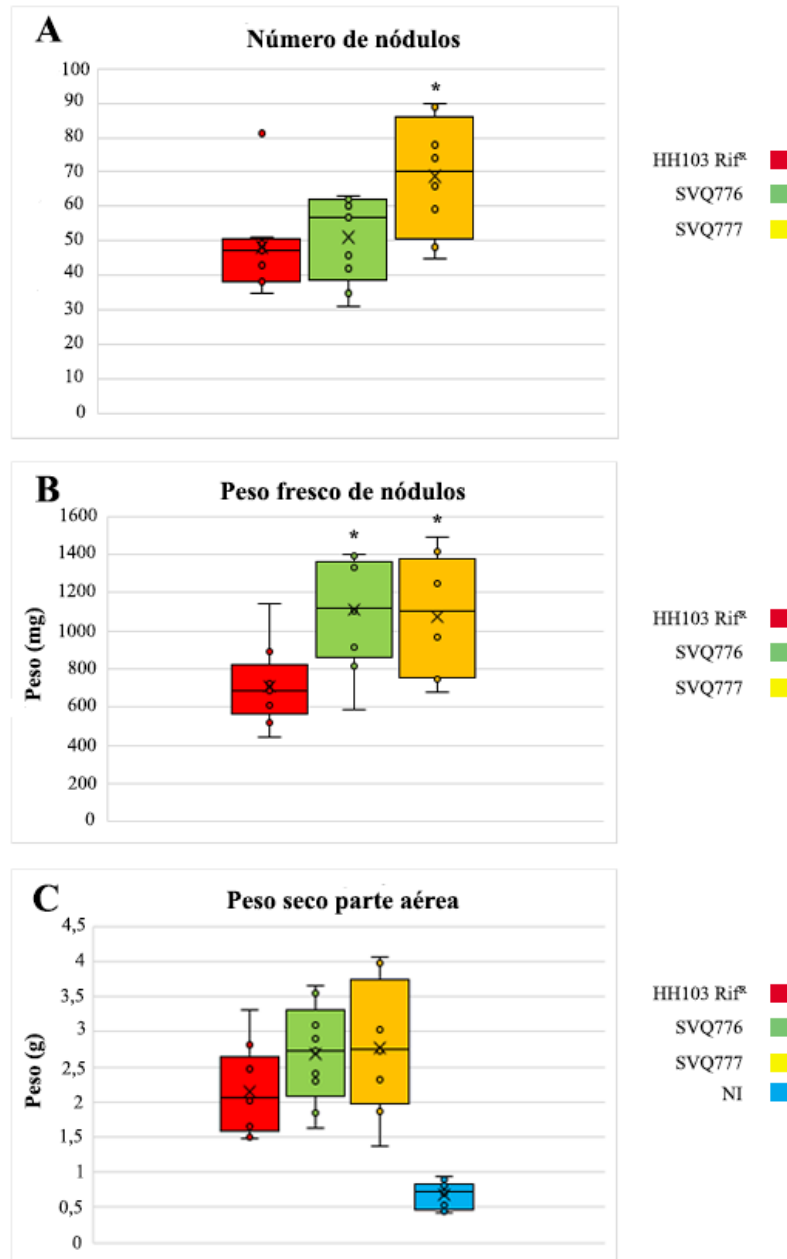 A
Número de nódulos
*
100
90
80
70
60
50
40
30
20
10
0
HH103 Rifᴿ
SVQ776
SVQ777
B
Peso fresco de nódulos
* *
Peso (mg)
1600
1400
1200
1000
800
600
400
200
0
HH103 Rifᴿ
SVQ776
SVQ777
C
Peso seco parte aérea
Peso (g)
4,5
4
3,5
3
2,5
2
1,5
1
0,5
0
HH103 Rifᴿ
SVQ776
SVQ777
NI